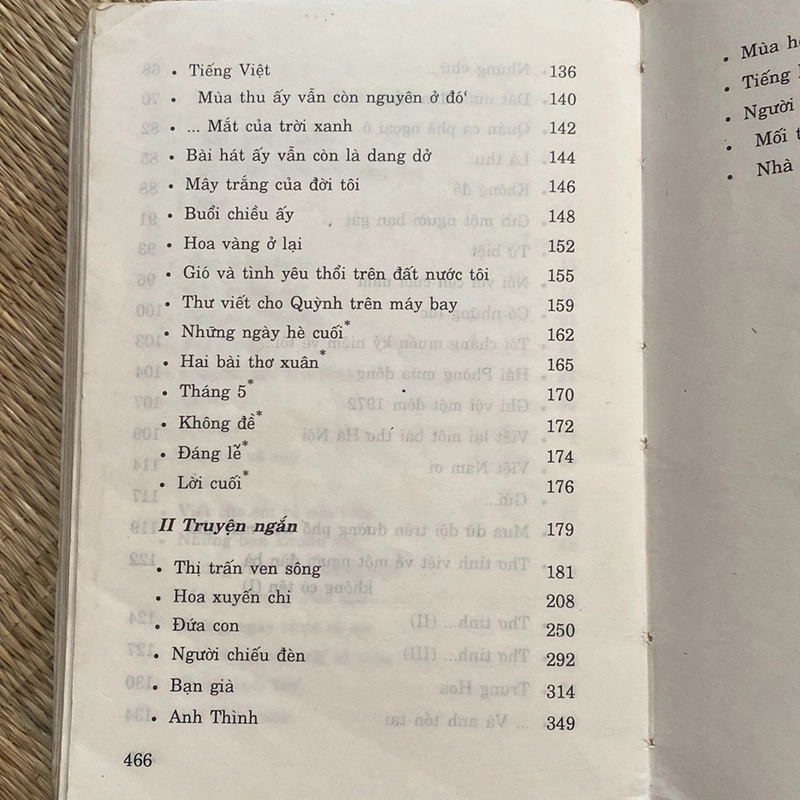 • Tiếng Việt 136
• Mùa thu ấy vẫn còn nguyên ở đó‘ 140
• ... Mắt của trời xanh 142
• Bài hát ấy vẫn còn là dang dở 144
• Mây trắng của đời tôi 146
• Buổi chiều ấy 148
• Hoa vàng ở lại 152
• Gió và tình yêu thổi trên đất nước tôi 155
• Thư viết cho Quỳnh trên máy bay 159
• Những ngày hè cuối* 162
• Hai bài thơ xuân* 165
• Tháng 5* 170
• Không đề* 172
• Đáng lẽ* 174
• Lời cuối* 176
II Truyện ngắn 179
• Thị trấn ven sông 181
• Hoa xuyến chi 208
• Đứa con 250
• Người chiếu đèn 292
• Bạn già 314
• Anh Thình 349
466
• Mùa
• Tiếng
• Người
• Mối
• Nhà